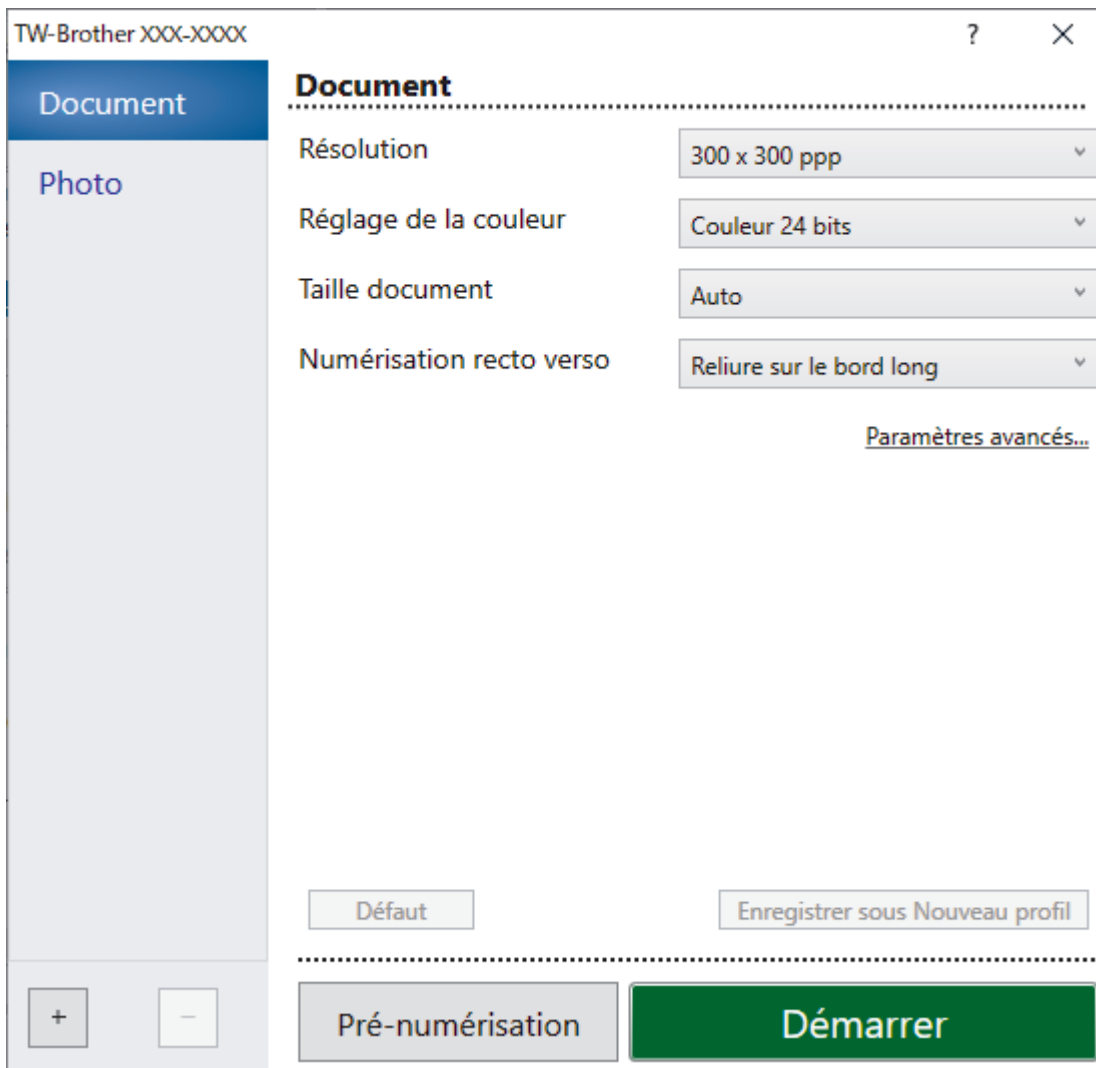 TW-Brother XXX-XXXX
?
Document
Photo
Document
Résolution
300 x 300 ppp
Réglage de la couleur
Couleur 24 bits
Taille document
Auto
Numérisation recto verso
Reliure sur le bord long
Paramètres avancés...
Défaut
Enregistrer sous Nouveau profil
+
−
Pré-numérisation
Démarrer